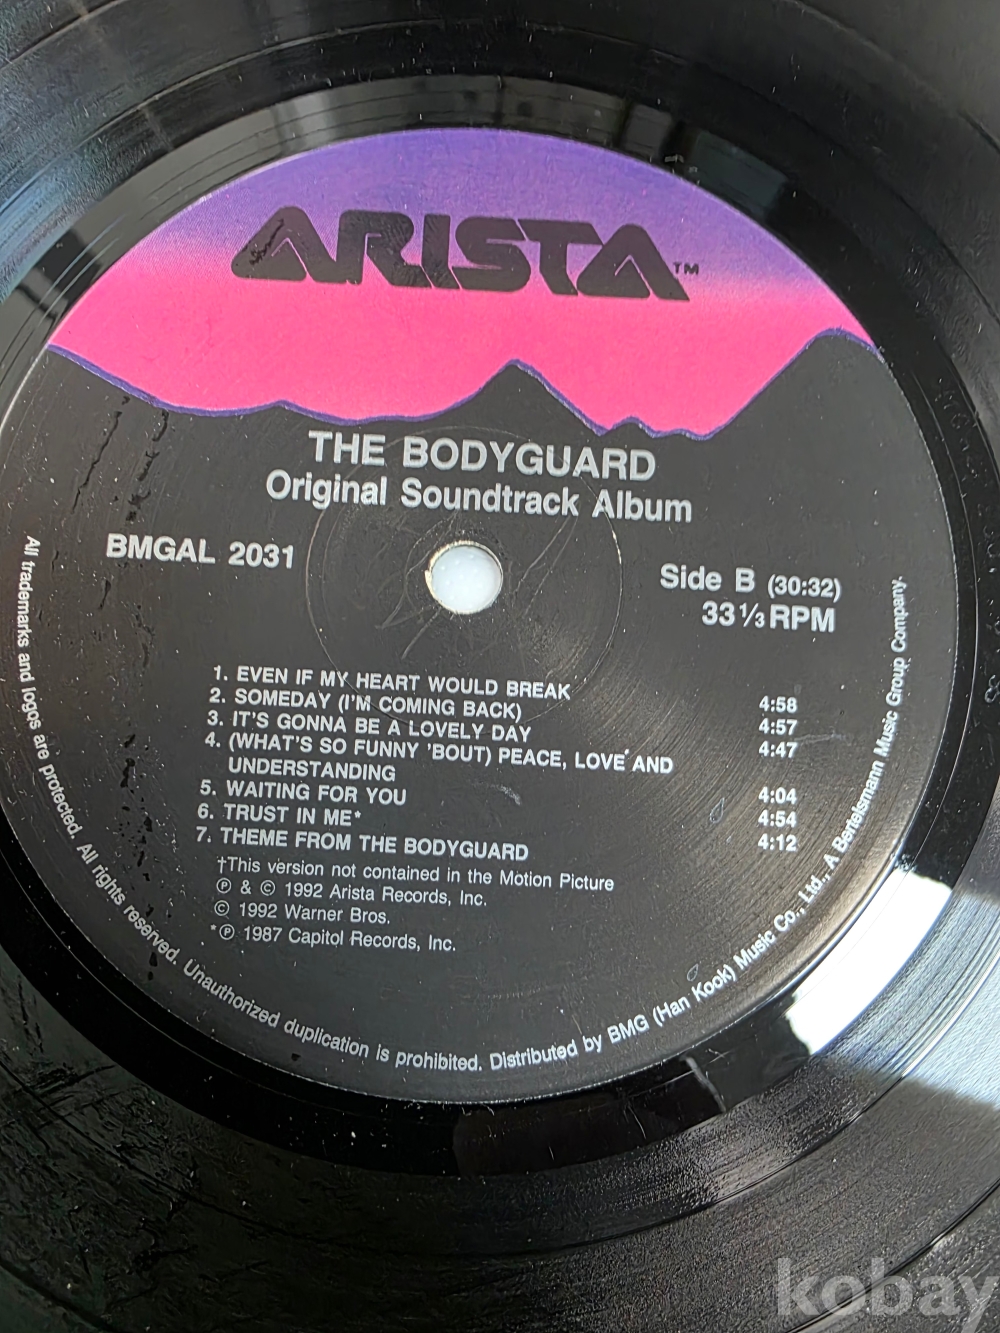 ARISTA™
THE BODYGUARD
Original Soundtrack Album
BMGAL 2031
Side B (30:32)
33 ⅓ RPM
1. EVEN IF MY HEART WOULD BREAK 4:58
2. SOMEDAY (I'M COMING BACK) 4:57
3. IT'S GONNA BE A LOVELY DAY 4:47
4. (WHAT'S SO FUNNY 'BOUT) PEACE, LOVE AND
UNDERSTANDING 4:04
5. WAITING FOR YOU 4:54
6. TRUST IN ME* 4:12
7. THEME FROM THE BODYGUARD
†This version not contained in the Motion Picture
℗ & © 1992 Arista Records, Inc.
© 1992 Warner Bros.
*℗ 1987 Capitol Records, Inc.
All trademarks and logos are protected. All rights reserved. Unauthorized duplication is prohibited. Distributed by BMG (Han Kook) Music Co., Ltd., A Bertelsmann Music Group Company.
kobay